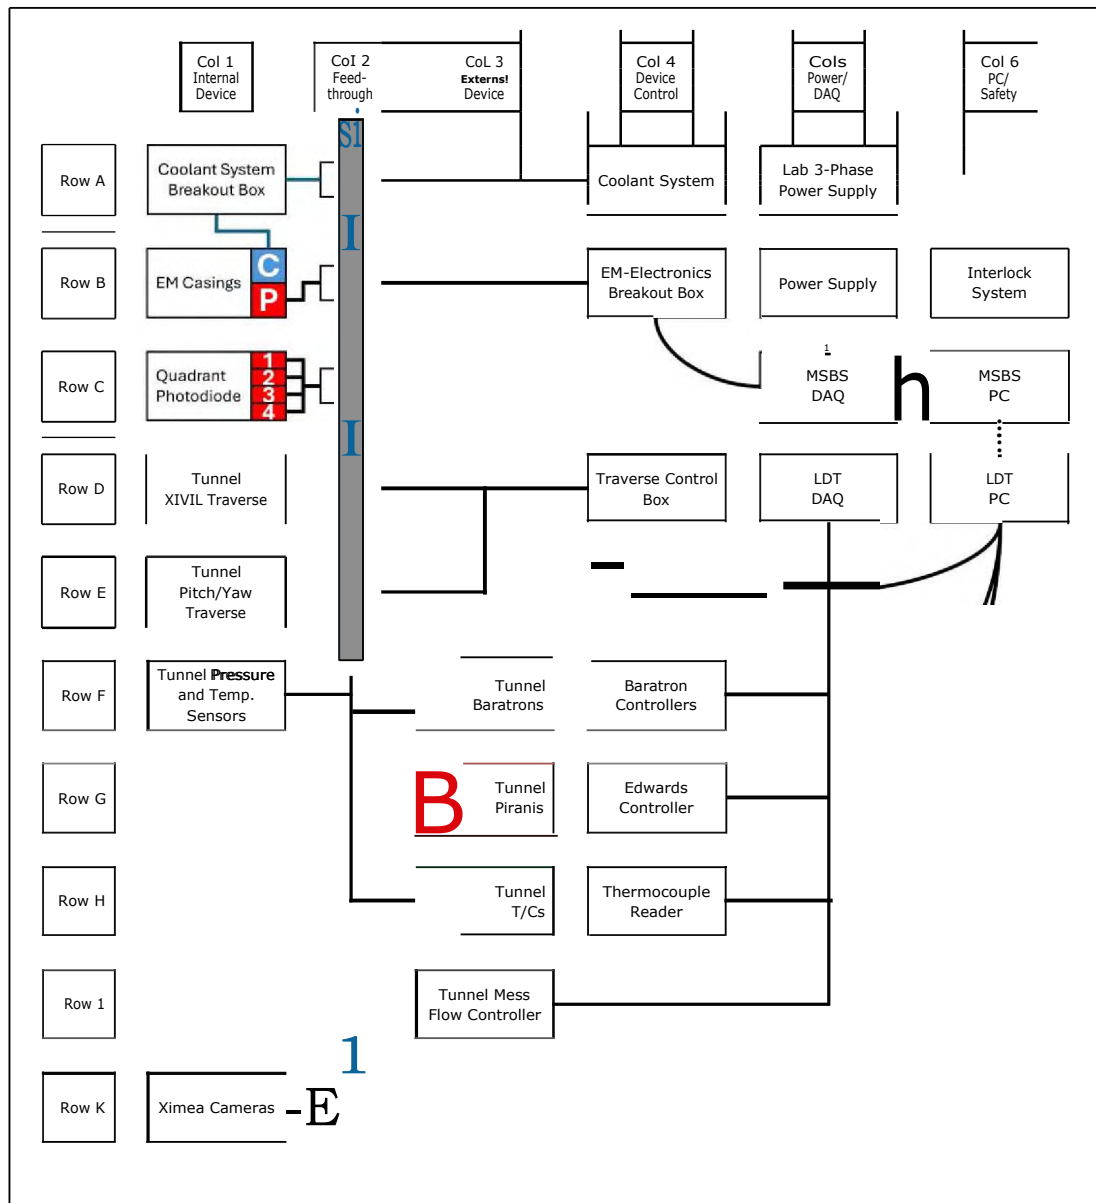 Col 1
Internal
Device
CoI 2
Feed-
through
CoL 3
Externs!
Device
Col 4
Device
Control
Cols
Power/
DAQ
Col 6
PC/
Safety
S1
Row A
Coolant System
Breakout Box
Coolant System
Lab 3-Phase
Power Supply
I
Row B
EM Casings
C
P
EM-Electronics
Breakout Box
Power Supply
Interlock
System
Row C
Quadrant
Photodiode
1
2
3
4
1
MSBS
DAQ
h
MSBS
PC
I
Row D
Tunnel
XIVIL Traverse
Traverse Control
Box
LDT
DAQ
LDT
PC
Row E
Tunnel
Pitch/Yaw
Traverse
Row F
Tunnel Pressure
and Temp.
Sensors
Tunnel
Baratrons
Baratron
Controllers
Row G
B
Tunnel
Piranis
Edwards
Controller
Row H
Tunnel
T/Cs
Thermocouple
Reader
Row 1
Tunnel Mess
Flow Controller
1
Row K
Ximea Cameras
E